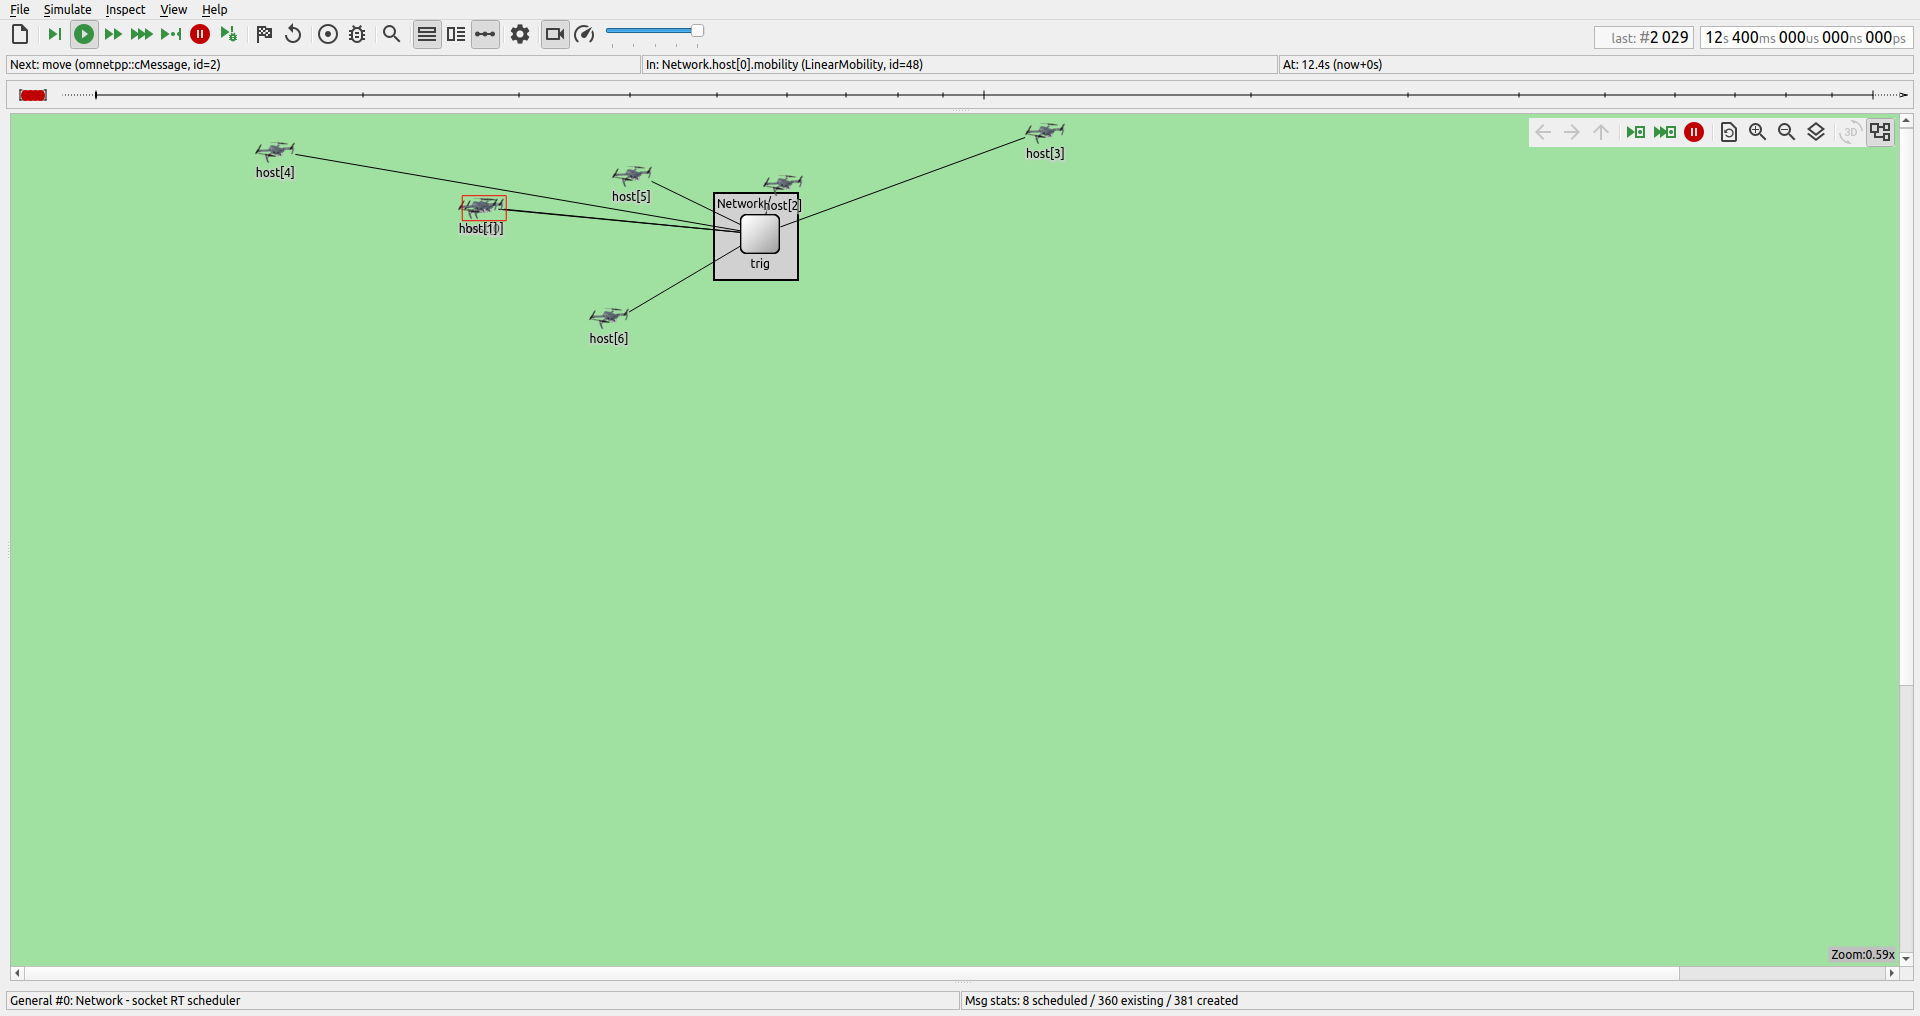 File Simulate Inspect View Help
last: #2 029
12s 400ms 000us 000ns 000ps
Next: move (omnetpp::cMessage, id=2)
In: Network.host[0].mobility (LinearMobility, id=48)
At: 12.4s (now+0s)
3D
host[3]
host[4]
host[5]
Network
host[2]
host[1]
trig
host[6]
Zoom:0.59x
General #0: Network - socket RT scheduler
Msg stats: 8 scheduled / 360 existing / 381 created